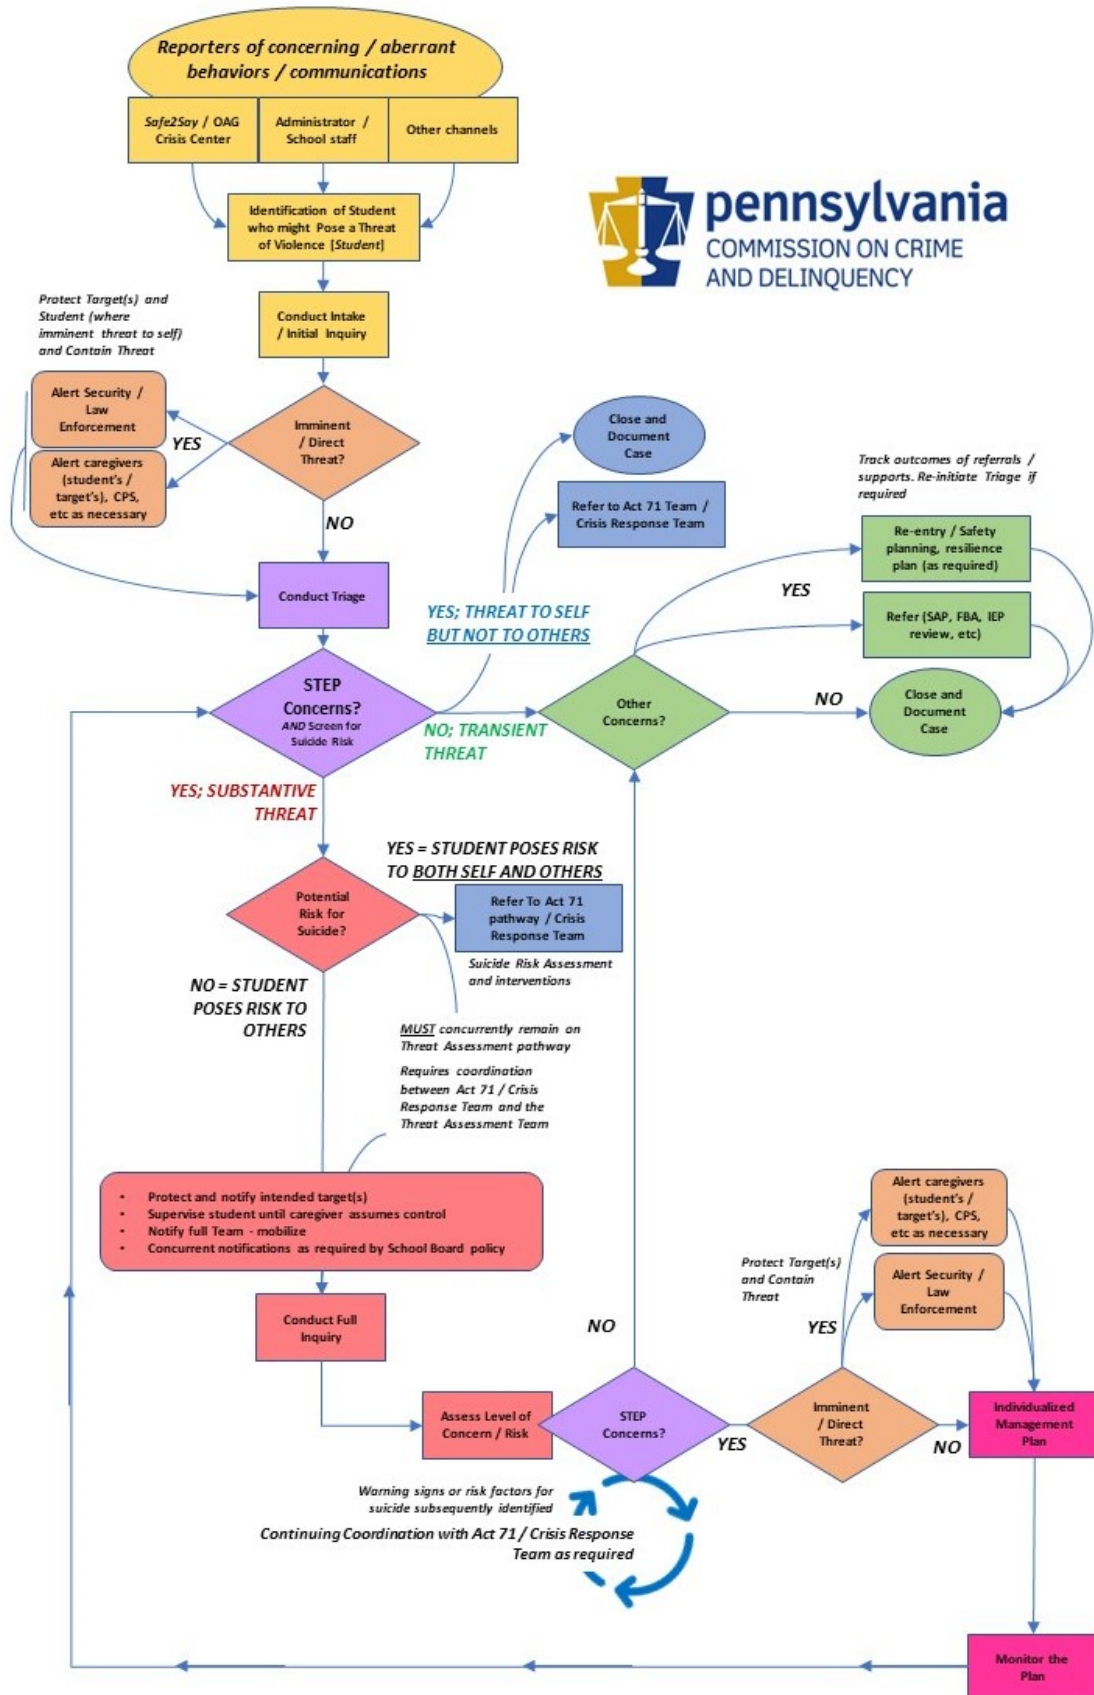 Reporters of concerning / aberrant
behaviors / communications
Safe2Say / OAG
Crisis Center
Administrator /
School staff
Other channels
Identification of Student
who might Pose a Threat
of Violence [Student]
pennsylvania
COMMISSION ON CRIME
AND DELINQUENCY
Conduct Intake
/ Initial Inquiry
Protect Target(s) and
Student (where
imminent threat to self)
and Contain Threat
Alert Security /
Law
Enforcement
Alert caregivers
(student's /
target's), CPS,
etc as necessary
YES
Imminent
/ Direct
Threat?
NO
Conduct Triage
Close and
Document
Case
Refer to Act 71 Team /
Crisis Response Team
YES; THREAT TO SELF
BUT NOT TO OTHERS
Track outcomes of referrals /
supports. Re-initiate Triage if
required
Re-entry / Safety
planning, resilience
plan (as required)
YES
Refer (SAP, FBA, IEP
review, etc)
STEP
Concerns?
AND Screen for
Suicide Risk
NO; TRANSIENT
THREAT
Other
Concerns?
NO
Close and
Document
Case
YES; SUBSTANTIVE
THREAT
YES = STUDENT POSES RISK
TO BOTH SELF AND OTHERS
Potential
Risk for
Suicide?
Refer To Act 71
pathway / Crisis
Response Team
Suicide Risk Assessment
and interventions
NO = STUDENT
POSES RISK TO
OTHERS
MUST concurrently remain on
Threat Assessment pathway
Requires coordination
between Act 71 / Crisis
Response Team and the
Threat Assessment Team
• Protect and notify intended target(s)
• Supervise student until caregiver assumes control
• Notify full Team - mobilize
• Concurrent notifications as required by School Board policy
Conduct Full
Inquiry
Assess Level of
Concern / Risk
NO
STEP
Concerns?
YES
Protect Target(s)
and Contain
Threat
YES
Alert caregivers
(student's /
target's), CPS,
etc as necessary
Alert Security /
Law
Enforcement
Imminent
/ Direct
Threat?
NO
Individualized
Management
Plan
Warning signs or risk factors for
suicide subsequently identified
Continuing Coordination with Act 71 / Crisis Response
Team as required
Monitor the
Plan